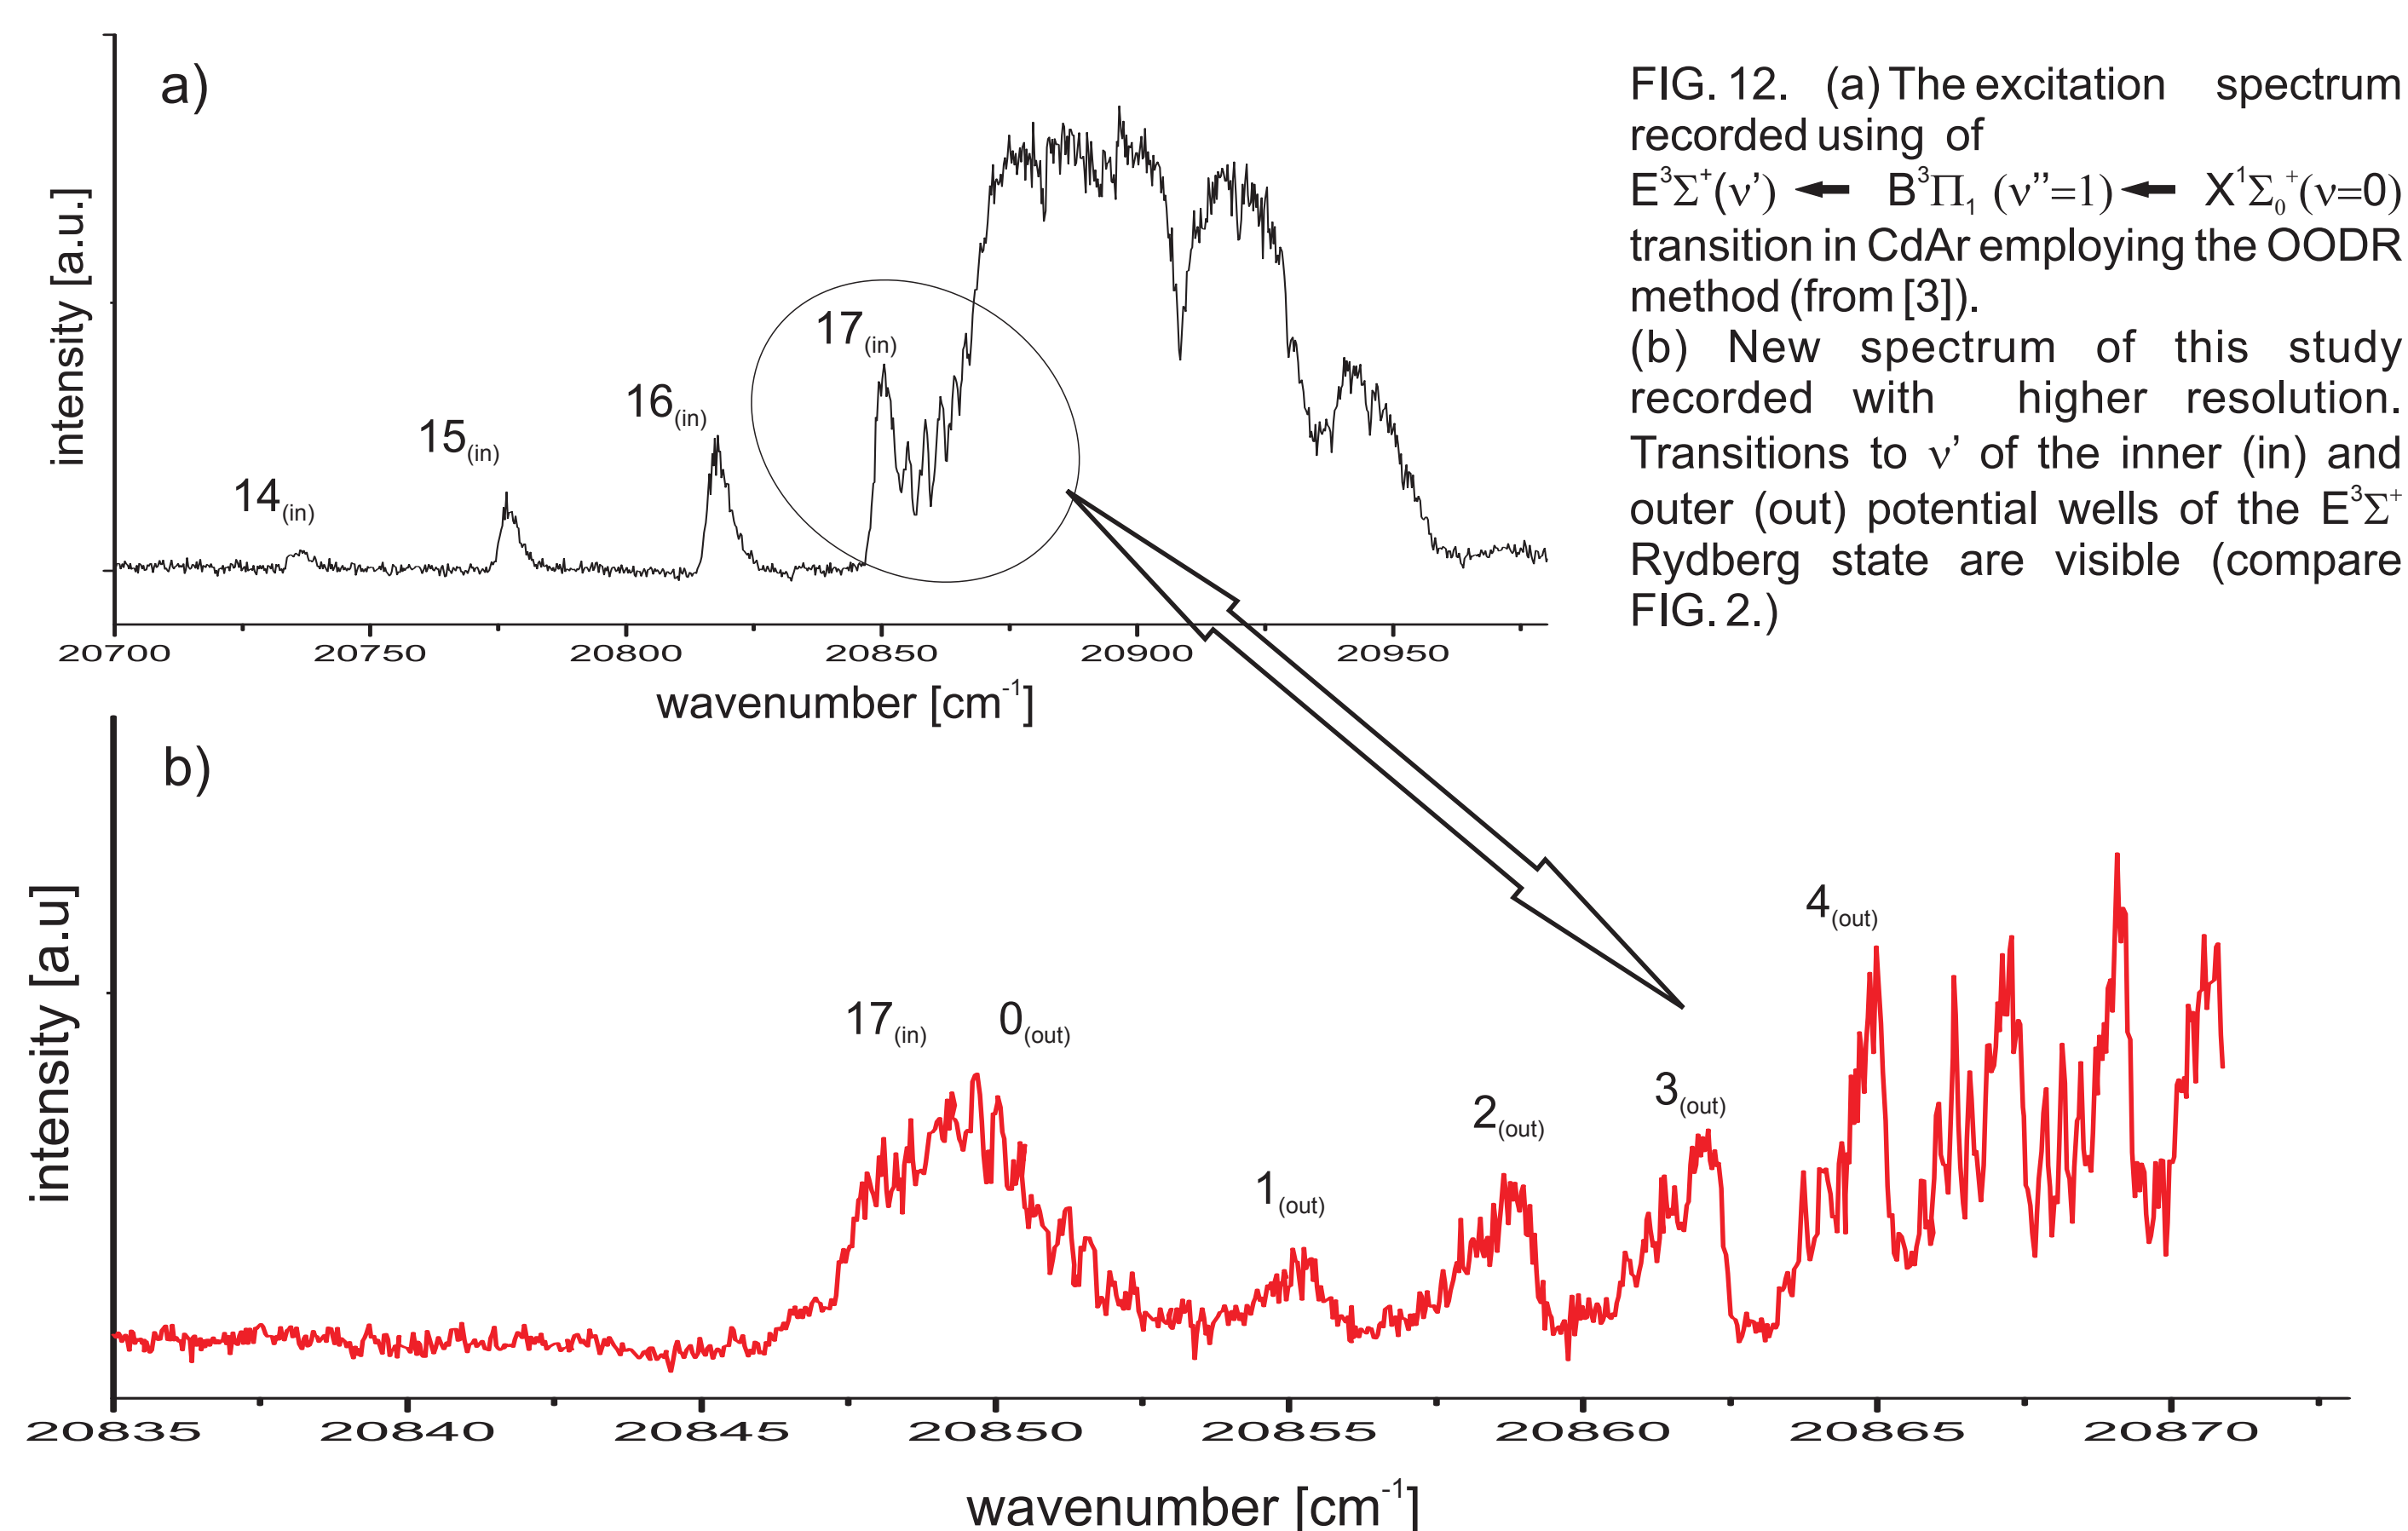 a)
FIG. 12. (a) The excitation spectrum
recorded using of
E³Σ⁺(ν') ← B³Π₁ (ν''=1) ← X¹Σ₀⁺(ν=0)
transition in CdAr employing the OODR
method (from [3]).
(b) New spectrum of this study
recorded with higher resolution.
Transitions to ν' of the inner (in) and
outer (out) potential wells of the E³Σ⁺
Rydberg state are visible (compare
FIG. 2.)
intensity [a.u.]
14(in)
15(in)
16(in)
17(in)
20700 20750 20800 20850 20900 20950
wavenumber [cm⁻¹]
b)
intensity [a.u]
17(in)
0(out)
1(out)
2(out)
3(out)
4(out)
20835 20840 20845 20850 20855 20860 20865 20870
wavenumber [cm⁻¹]